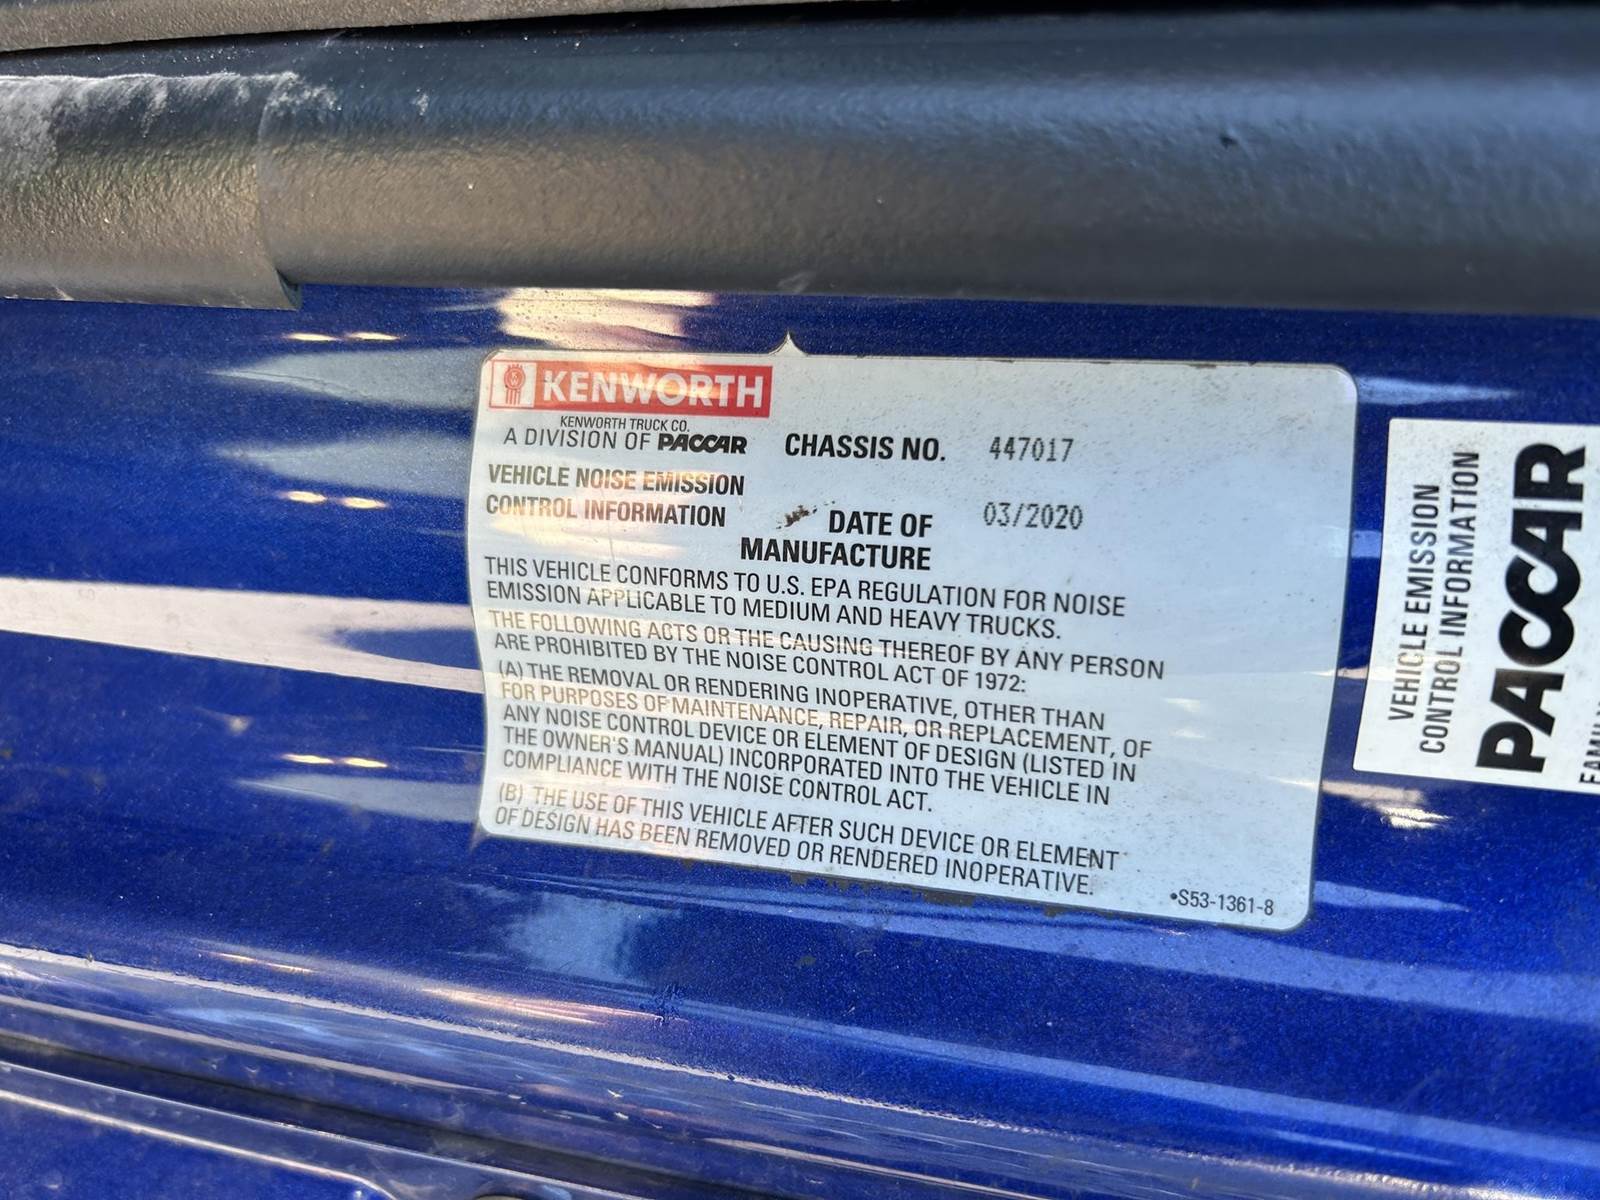 KENWORTH
KENWORTH TRUCK CO.
A DIVISION OF PACCAR
CHASSIS NO. 447017
VEHICLE NOISE EMISSION
CONTROL INFORMATION
DATE OF 03/2020
MANUFACTURE
THIS VEHICLE CONFORMS TO U.S. EPA REGULATION FOR NOISE
EMISSION APPLICABLE TO MEDIUM AND HEAVY TRUCKS.
THE FOLLOWING ACTS OR THE CAUSING THEREOF BY ANY PERSON
ARE PROHIBITED BY THE NOISE CONTROL ACT OF 1972:
(A) THE REMOVAL OR RENDERING INOPERATIVE, OTHER THAN
FOR PURPOSES OF MAINTENANCE, REPAIR, OR REPLACEMENT, OF
ANY NOISE CONTROL DEVICE OR ELEMENT OF DESIGN (LISTED IN
THE OWNER'S MANUAL) INCORPORATED INTO THE VEHICLE IN
COMPLIANCE WITH THE NOISE CONTROL ACT.
(B) THE USE OF THIS VEHICLE AFTER SUCH DEVICE OR ELEMENT
OF DESIGN HAS BEEN REMOVED OR RENDERED INOPERATIVE.
•S53-1361-8
VEHICLE EMISSION
CONTROL INFORMATION
PACCAR